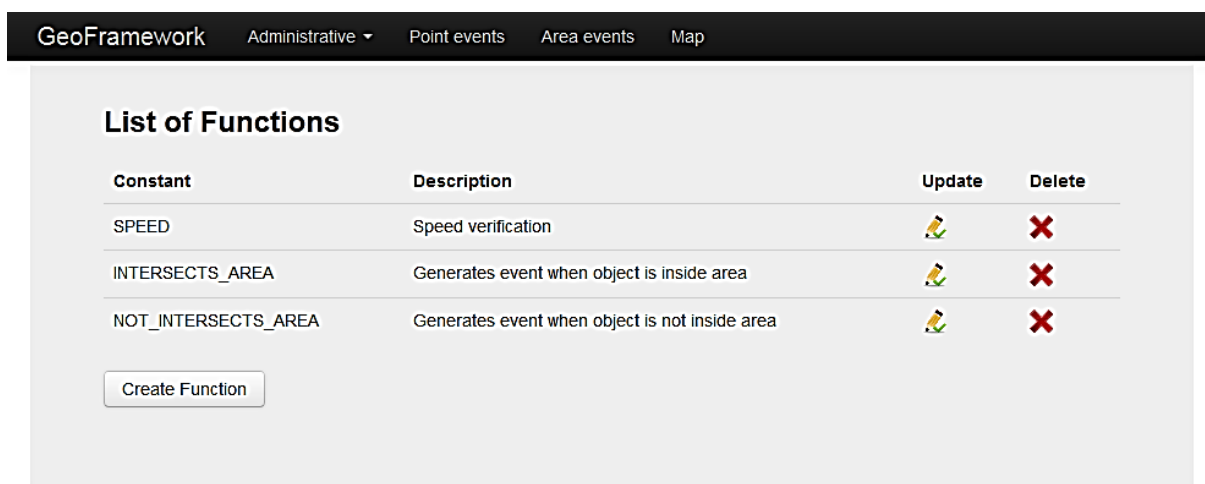 GeoFramework Administrative Point events Area events Map
List of Functions
Constant Description Update Delete
SPEED Speed verification
INTERSECTS_AREA Generates event when object is inside area
NOT_INTERSECTS_AREA Generates event when object is not inside area
Create Function